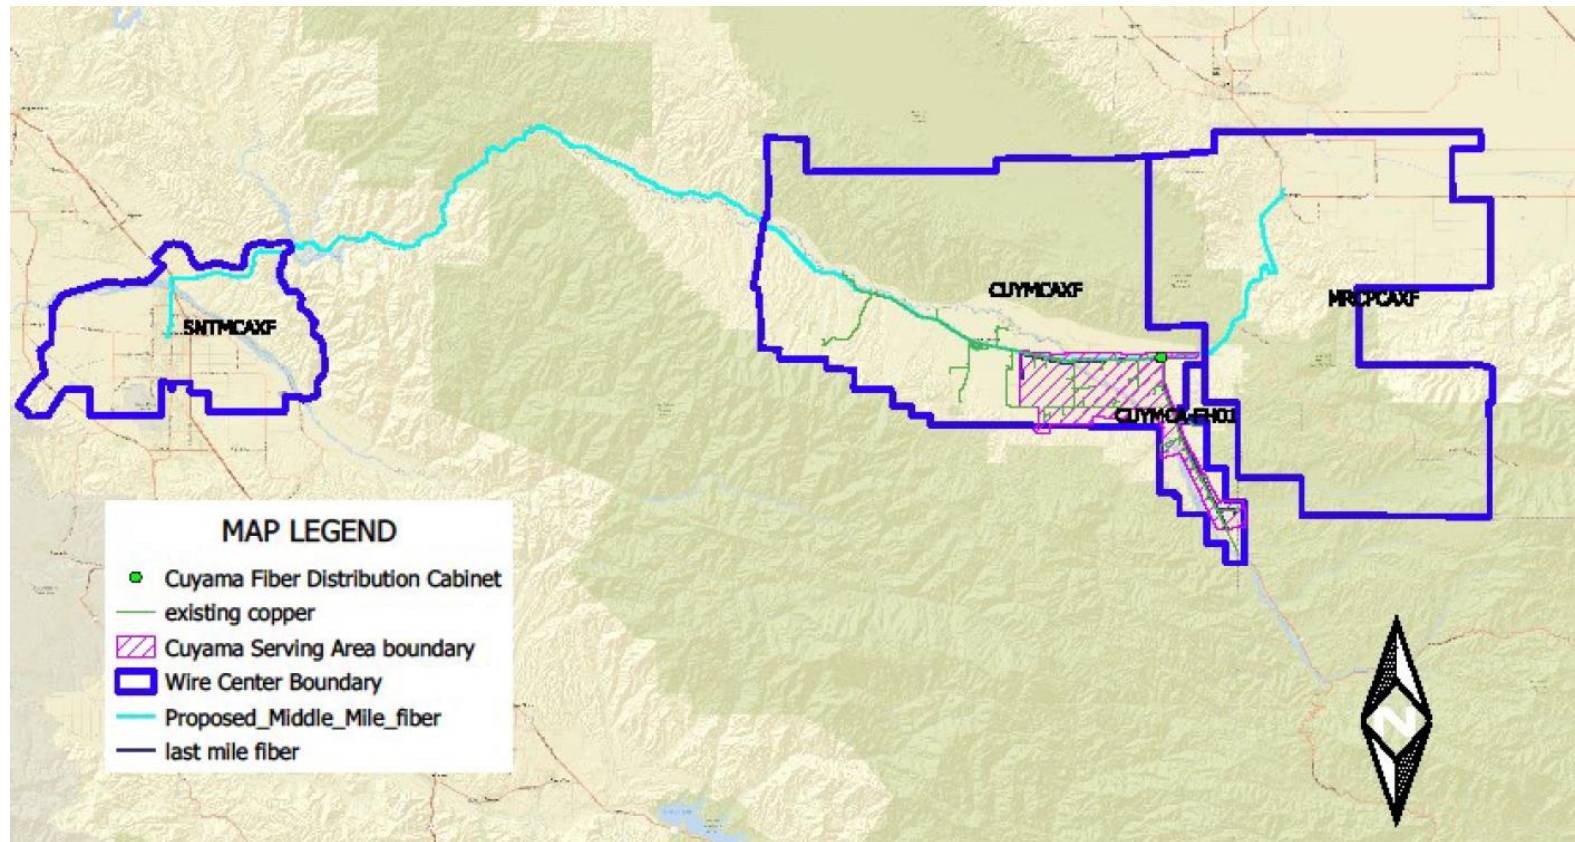 CUYMCAXF
MRCPCAXF
SNTMCAXF
CUYMCA-FH01
MAP LEGEND
Cuyama Fiber Distribution Cabinet
existing copper
Cuyama Serving Area boundary
Wire Center Boundary
Proposed_Middle_Mile_fiber
last mile fiber
N